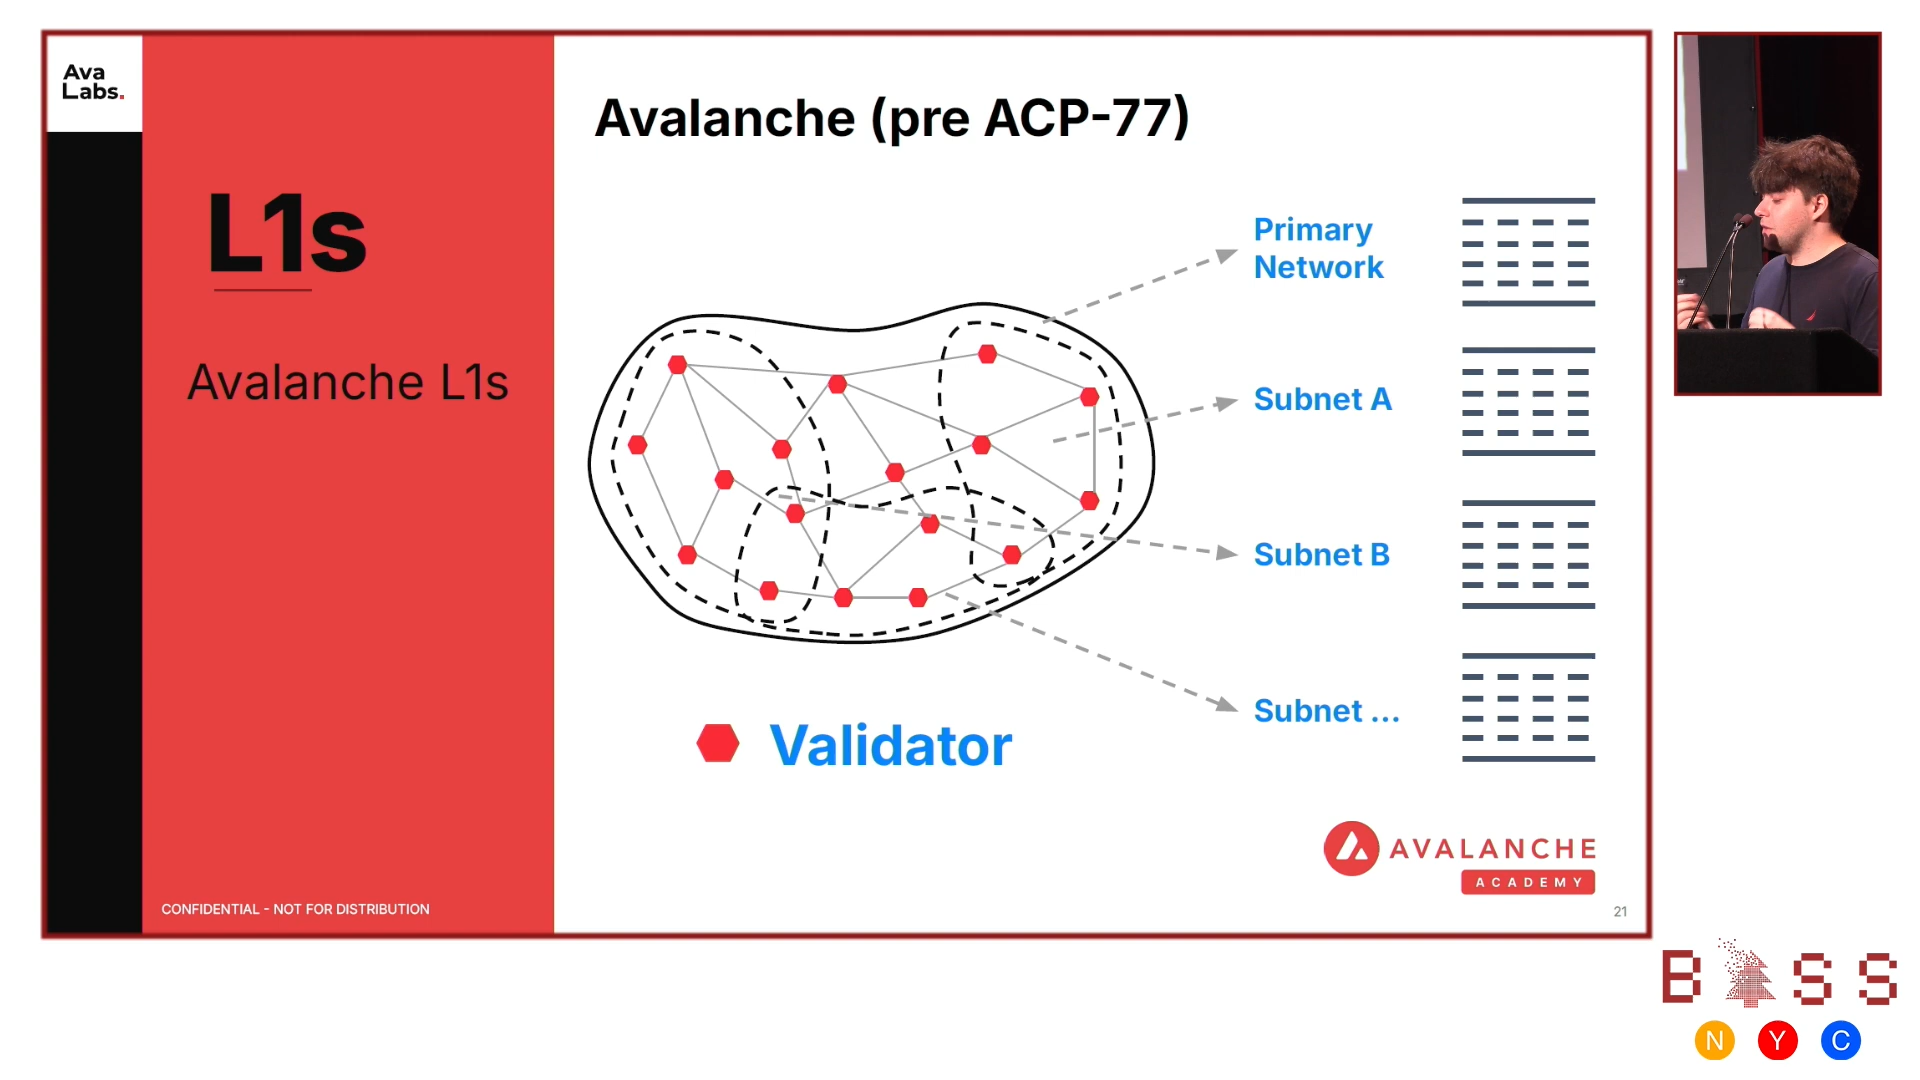 Ava
Labs.
L1s
Avalanche L1s
CONFIDENTIAL - NOT FOR DISTRIBUTION
Avalanche (pre ACP-77)
Primary
Network
Subnet A
Subnet B
Subnet ...
Validator
AVALANCHE
ACADEMY
21
B SS
N Y C